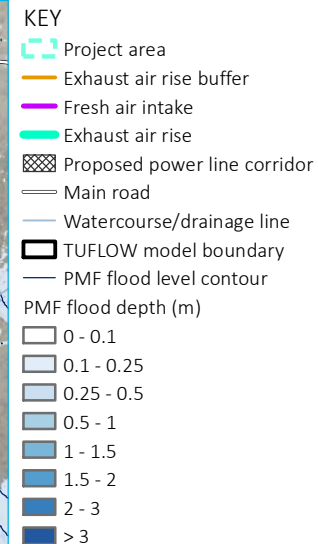 KEY
Project area
Exhaust air rise buffer
Fresh air intake
Exhaust air rise
Proposed power line corridor
Main road
Watercourse/drainage line
TUFLOW model boundary
PMF flood level contour
PMF flood depth (m)
0 - 0.1
0.1 - 0.25
0.25 - 0.5
0.5 - 1
1 - 1.5
1.5 - 2
2 - 3
> 3